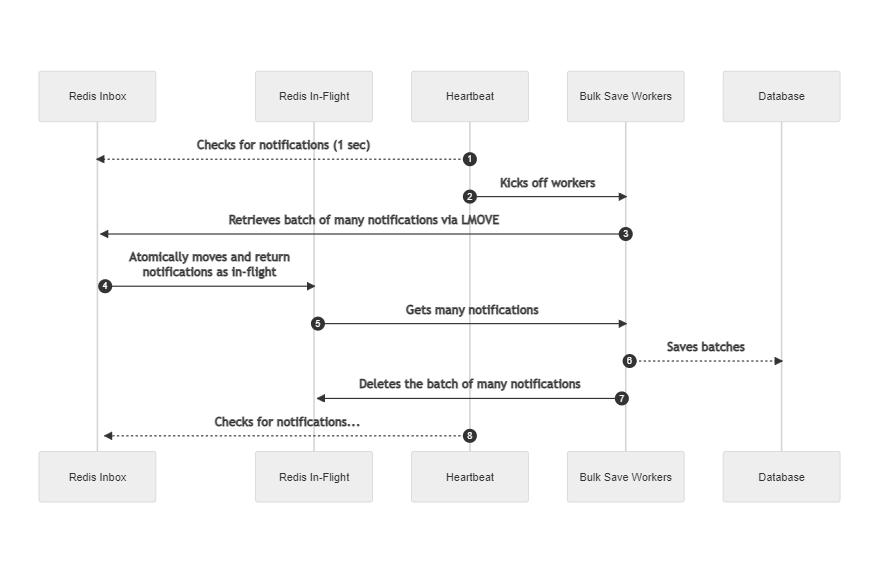 Redis Inbox
Redis In-Flight
Heartbeat
Bulk Save Workers
Database
Checks for notifications (1 sec)
1
Kicks off workers
2
Retrieves batch of many notifications via LMOVE
3
Atomically moves and return
notifications as in-flight
4
Gets many notifications
5
Saves batches
6
Deletes the batch of many notifications
7
Checks for notifications...
8
Redis Inbox
Redis In-Flight
Heartbeat
Bulk Save Workers
Database